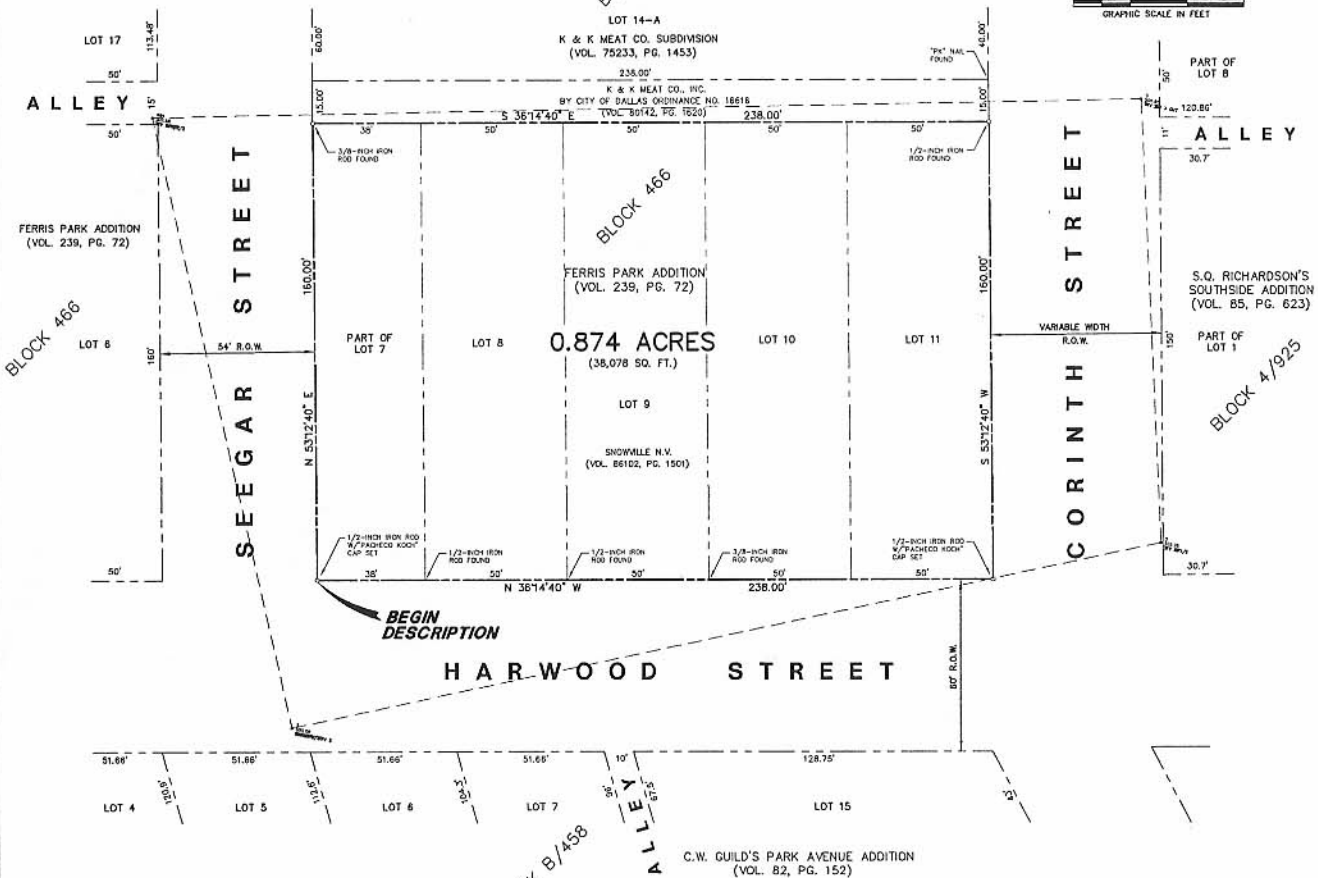 GRAPHIC SCALE IN FEET
LOT 14-A
K & K MEAT CO. SUBDIVISION
(VOL. 75233, PG. 1453)
LOT 17
113.48'
60.00'
40.00'
"PK" NAIL
FOUND
50'
PART OF
LOT 8
50'
238.00'
ALLEY
15'
15.00'
K & K MEAT CO., INC.
BY CITY OF DALLAS ORDINANCE NO. 16616
(VOL. 80142, PG. 1620)
15.00'
120.86'
50'
S 36°14'40" E
238.00'
11'
ALLEY
38'
50'
50'
50'
50'
30.7'
3/8-INCH IRON
ROD FOUND
1/2-INCH IRON
ROD FOUND
BLOCK 466
FERRIS PARK ADDITION
(VOL. 239, PG. 72)
SEEGAR STREET
160.00'
FERRIS PARK ADDITION
(VOL. 239, PG. 72)
160.00'
CORINTH STREET
S.Q. RICHARDSON'S
SOUTHSIDE ADDITION
(VOL. 85, PG. 623)
BLOCK 466
LOT 6
160'
54' R.O.W.
PART OF
LOT 7
LOT 8
0.874 ACRES
(38,078 SQ. FT.)
LOT 10
LOT 11
VARIABLE WIDTH
R.O.W.
150'
PART OF
LOT 1
BLOCK 4/925
LOT 9
N 53°12'40" E
S 53°12'40" W
SNOWVILLE N.V.
(VOL. 86102, PG. 1501)
1/2-INCH IRON ROD
W/"PACHECO KOCH"
CAP SET
1/2-INCH IRON
ROD FOUND
1/2-INCH IRON
ROD FOUND
3/8-INCH IRON
ROD FOUND
1/2-INCH IRON ROD
W/"PACHECO KOCH"
CAP SET
50'
38'
50'
50'
50'
50'
30.7'
N 36°14'40" W
238.00'
BEGIN
DESCRIPTION
HARWOOD STREET
60' R.O.W.
51.66'
51.66'
51.66'
51.66'
10'
128.75'
120.9'
112.6'
104.3'
96'
67.5'
43'
LOT 4
LOT 5
LOT 6
LOT 7
ALLEY
LOT 15
B/458
C.W. GUILD'S PARK AVENUE ADDITION
(VOL. 82, PG. 152)